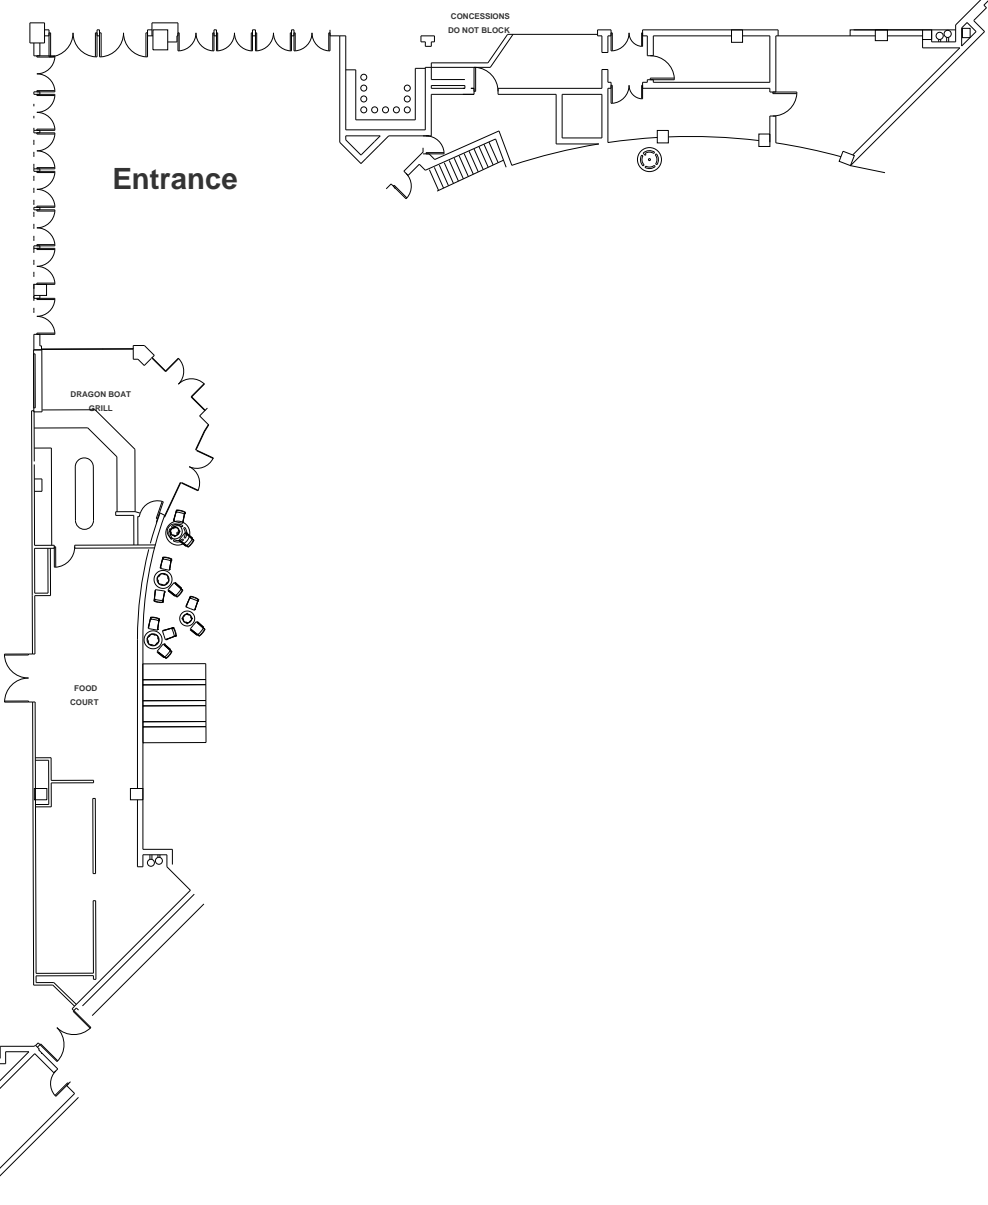 CONCESSIONS
DO NOT BLOCK
Entrance
DRAGON BOAT
GRILL
FOOD
COURT